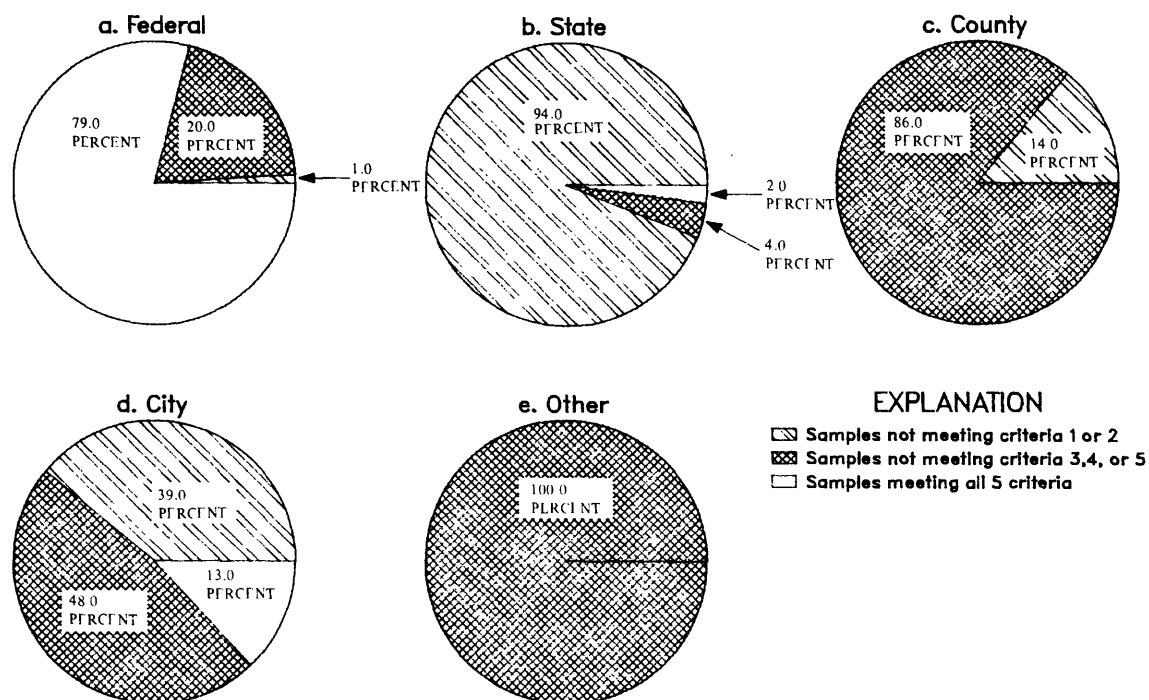 a. Federal
b. State
c. County
79.0
PERCENT
20.0
PERCENT
1.0
PERCENT
94.0
PERCENT
2.0
PERCENT
4.0
PERCENT
86.0
PERCENT
14.0
PERCENT
d. City
e. Other
39.0
PERCENT
48.0
PERCENT
13.0
PERCENT
100.0
PERCENT
EXPLANATION
Samples not meeting criteria 1 or 2
Samples not meeting criteria 3,4, or 5
Samples meeting all 5 criteria